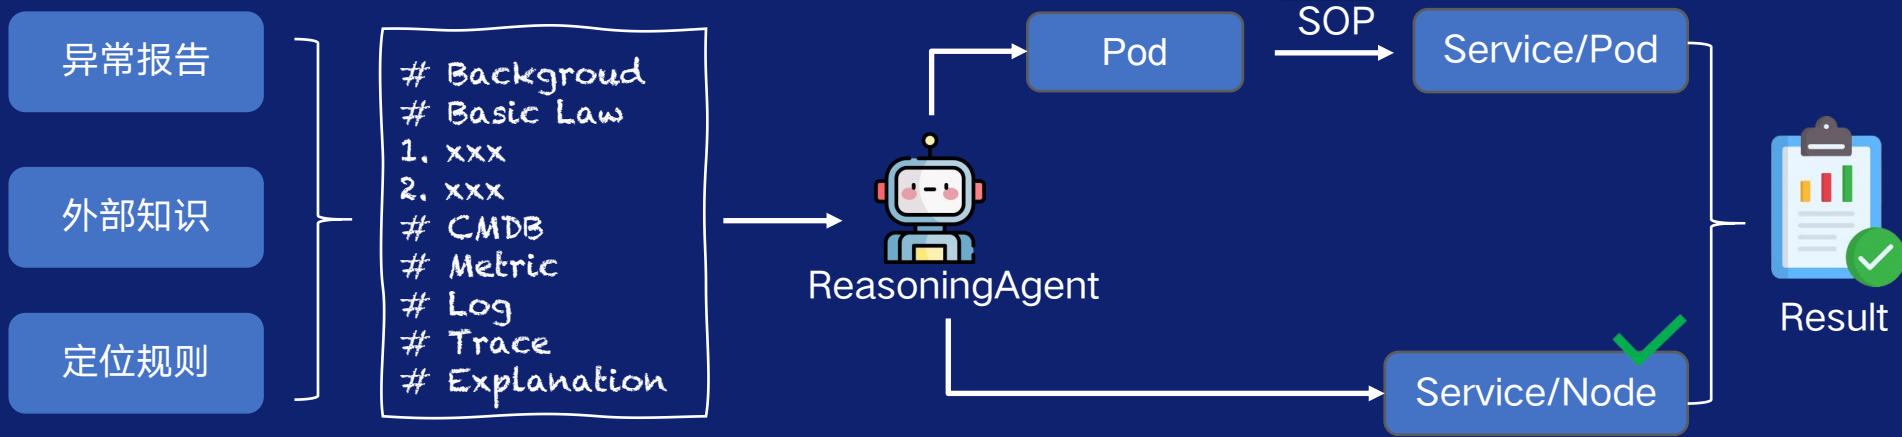 异常报告
外部知识
定位规则
# Backgroud
# Basic Law
1. xxx
2. xxx
# CMDB
# Metric
# Log
# Trace
# Explanation
ReasoningAgent
Pod
SOP
Service/Pod
Service/Node
Result